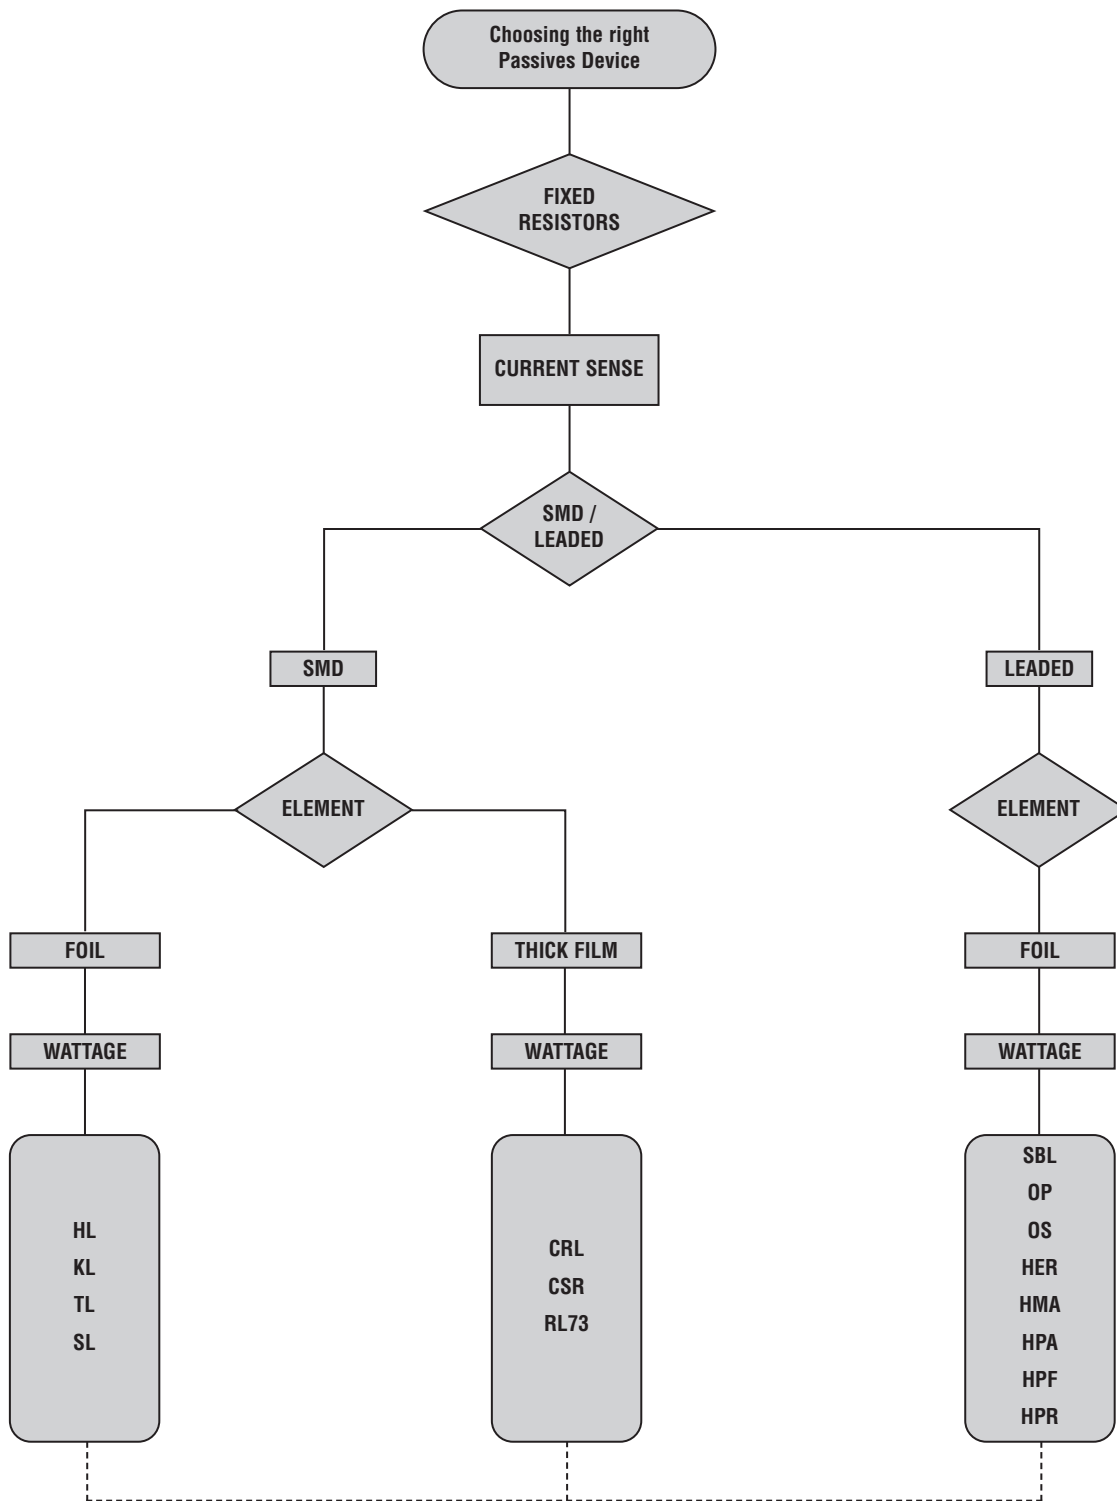 Choosing the right
Passives Device
FIXED
RESISTORS
CURRENT SENSE
SMD /
LEADED
SMD
LEADED
ELEMENT
ELEMENT
FOIL
THICK FILM
FOIL
WATTAGE
WATTAGE
WATTAGE
HL
KL
TL
SL
CRL
CSR
RL73
SBL
OP
OS
HER
HMA
HPA
HPF
HPR